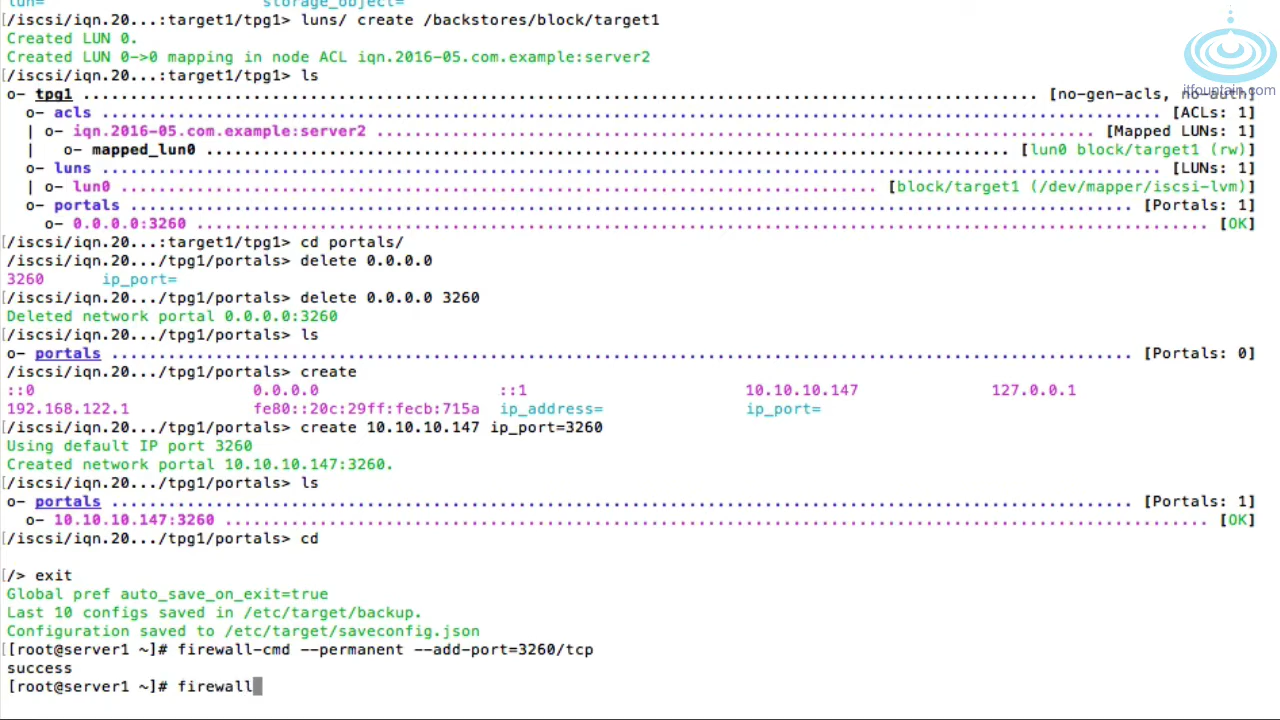 lun=                          storage_object=
[/iscsi/iqn.20...:target1/tpg1> luns/ create /backstores/block/target1
Created LUN 0.
Created LUN 0->0 mapping in node ACL iqn.2016-05.com.example:server2
[/iscsi/iqn.20...:target1/tpg1> ls
itfountain.com
o- tpg1 ..................................................................................................... [no-gen-acls, no-auth]
  o- acls ................................................................................................................ [ACLs: 1]
  | o- iqn.2016-05.com.example:server2 ............................................................................ [Mapped LUNs: 1]
  |   o- mapped_lun0 ..................................................................................... [lun0 block/target1 (rw)]
  o- luns ................................................................................................................ [LUNs: 1]
  | o- lun0 ................................................................................ [block/target1 (/dev/mapper/iscsi-lvm)]
  o- portals .......................................................................................................... [Portals: 1]
    o- 0.0.0.0:3260 ........................................................................................................... [OK]
[/iscsi/iqn.20...:target1/tpg1> cd portals/
/iscsi/iqn.20.../tpg1/portals> delete 0.0.0.0
3260      ip_port=
[/iscsi/iqn.20.../tpg1/portals> delete 0.0.0.0 3260
Deleted network portal 0.0.0.0:3260
[/iscsi/iqn.20.../tpg1/portals> ls
o- portals ............................................................................................................ [Portals: 0]
/iscsi/iqn.20.../tpg1/portals> create
::0                       0.0.0.0                   ::1                       10.10.10.147              127.0.0.1
192.168.122.1             fe80::20c:29ff:fecb:715a  ip_address=               ip_port=
[/iscsi/iqn.20.../tpg1/portals> create 10.10.10.147 ip_port=3260
Using default IP port 3260
Created network portal 10.10.10.147:3260.
[/iscsi/iqn.20.../tpg1/portals> ls
o- portals ............................................................................................................ [Portals: 1]
  o- 10.10.10.147:3260 ........................................................................................................ [OK]
[/iscsi/iqn.20.../tpg1/portals> cd
[/> exit
Global pref auto_save_on_exit=true
Last 10 configs saved in /etc/target/backup.
Configuration saved to /etc/target/saveconfig.json
[[root@server1 ~]# firewall-cmd --permanent --add-port=3260/tcp
success
[root@server1 ~]# firewall